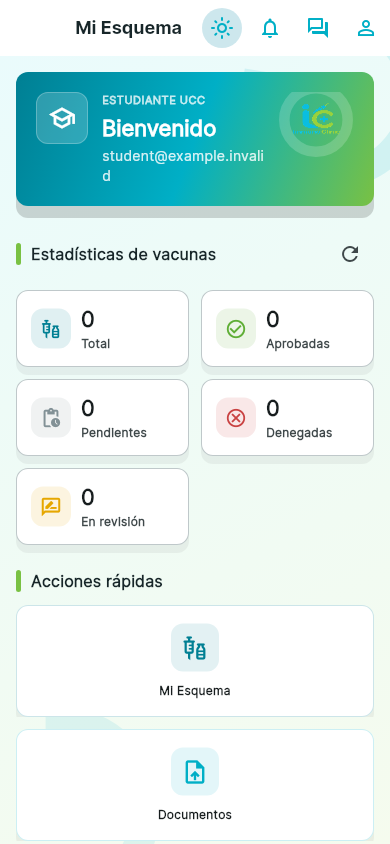 Mi Esquema
ESTUDIANTE UCC
Bienvenido
student@example.invali
d
Estadísticas de vacunas
0
Total
0
Aprobadas
0
Pendientes
0
Denegadas
0
En revisión
Acciones rápidas
Mi Esquema
Documentos